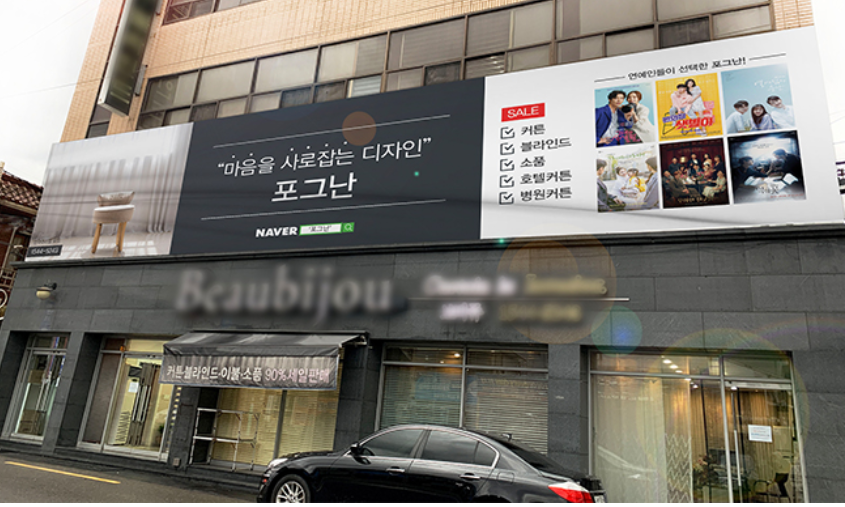 "마음을 사로잡는 디자인"
포그난
NAVER "포그난"
1544-9249
SALE
커튼
블라인드
소품
호텔커튼
병원커튼
연예인들이 선택한 포그난!
Beaubijou
커튼·블라인드·이불·소품 90%세일판매